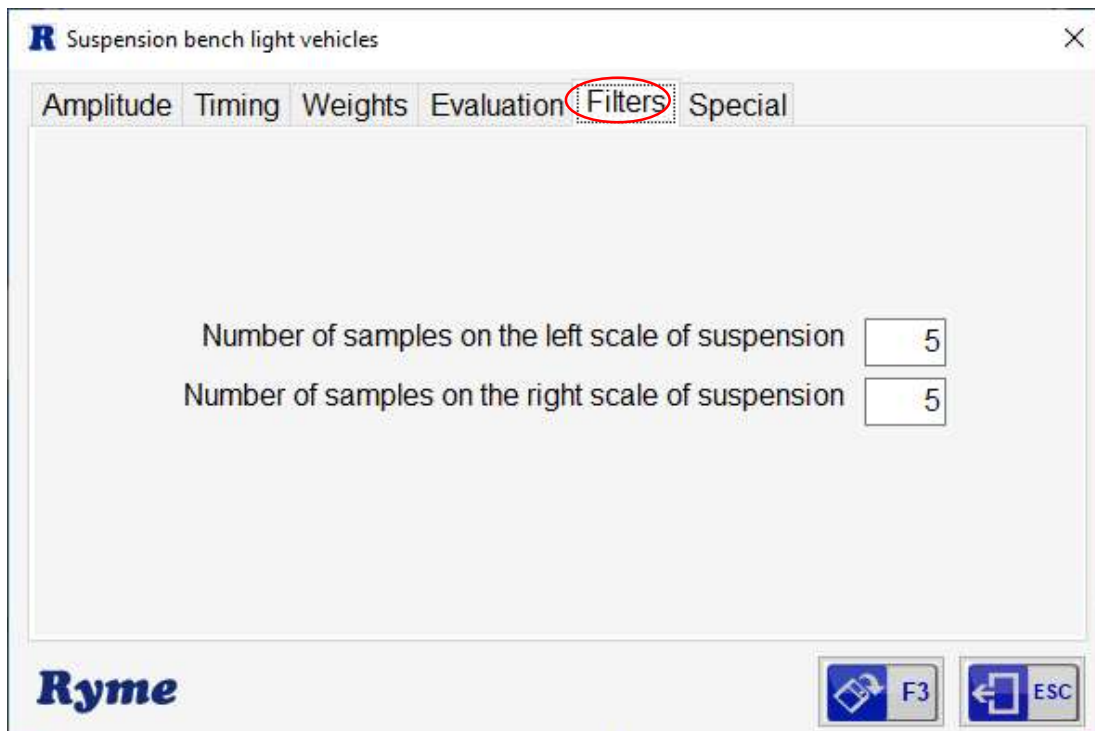 R Suspension bench light vehicles
Amplitude Timing Weights Evaluation Filters Special
Number of samples on the left scale of suspension 5
Number of samples on the right scale of suspension 5
Ryme F3 ESC